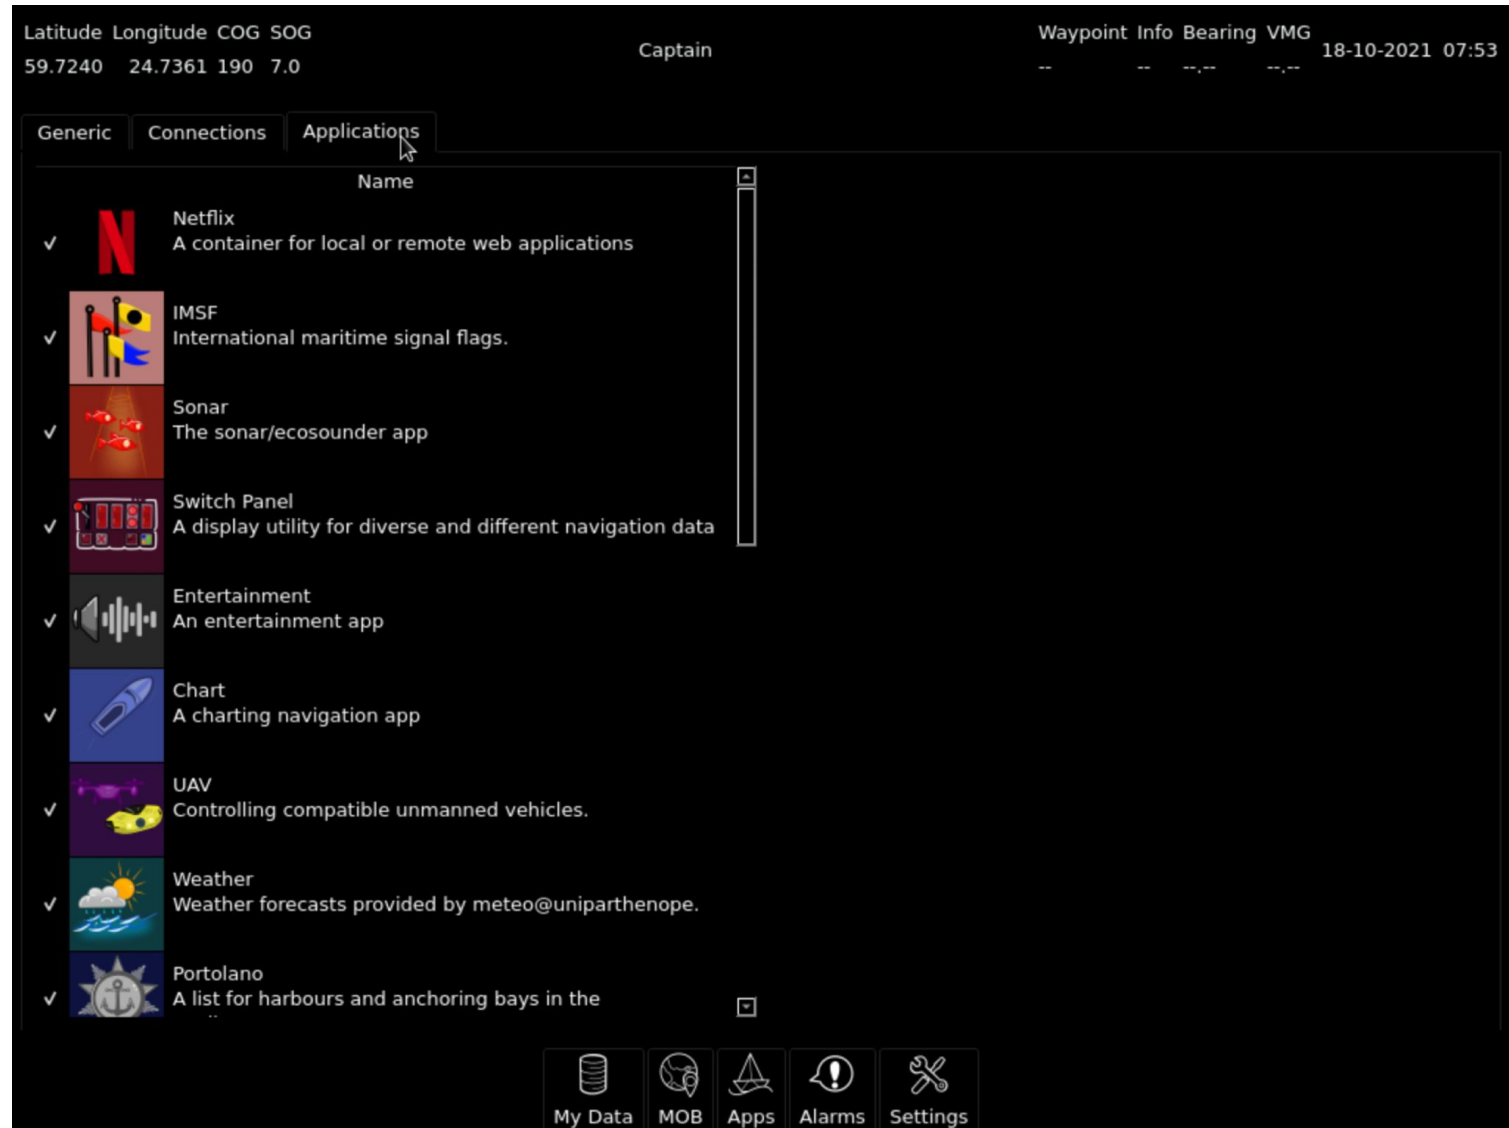 Latitude Longitude COG SOG
59.7240 24.7361 190 7.0
Captain
Waypoint Info Bearing VMG
-- -- --.-- --.--
18-10-2021 07:53
Generic Connections Applications
Name
Netflix
A container for local or remote web applications
IMSF
International maritime signal flags.
Sonar
The sonar/ecosounder app
Switch Panel
A display utility for diverse and different navigation data
Entertainment
An entertainment app
Chart
A charting navigation app
UAV
Controlling compatible unmanned vehicles.
Weather
Weather forecasts provided by meteo@uniparthenope.
Portolano
A list for harbours and anchoring bays in the
My Data MOB Apps Alarms Settings